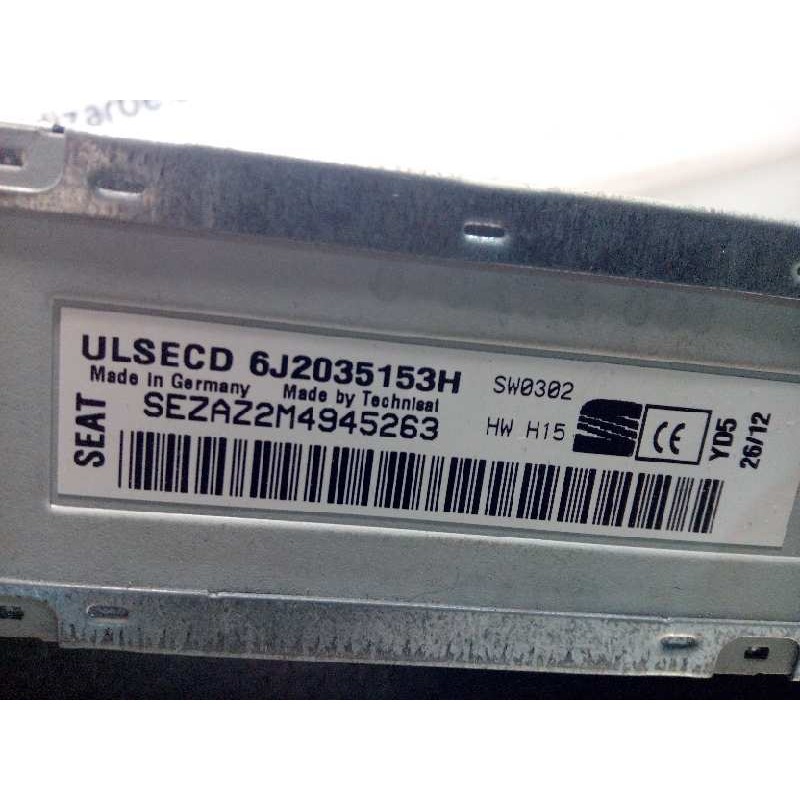 ULSECD 6J2035153H SW0302
Made in Germany Made by Technisat
SEAT SEZAZ2M4945263 HW H15 CE YD5
26/12